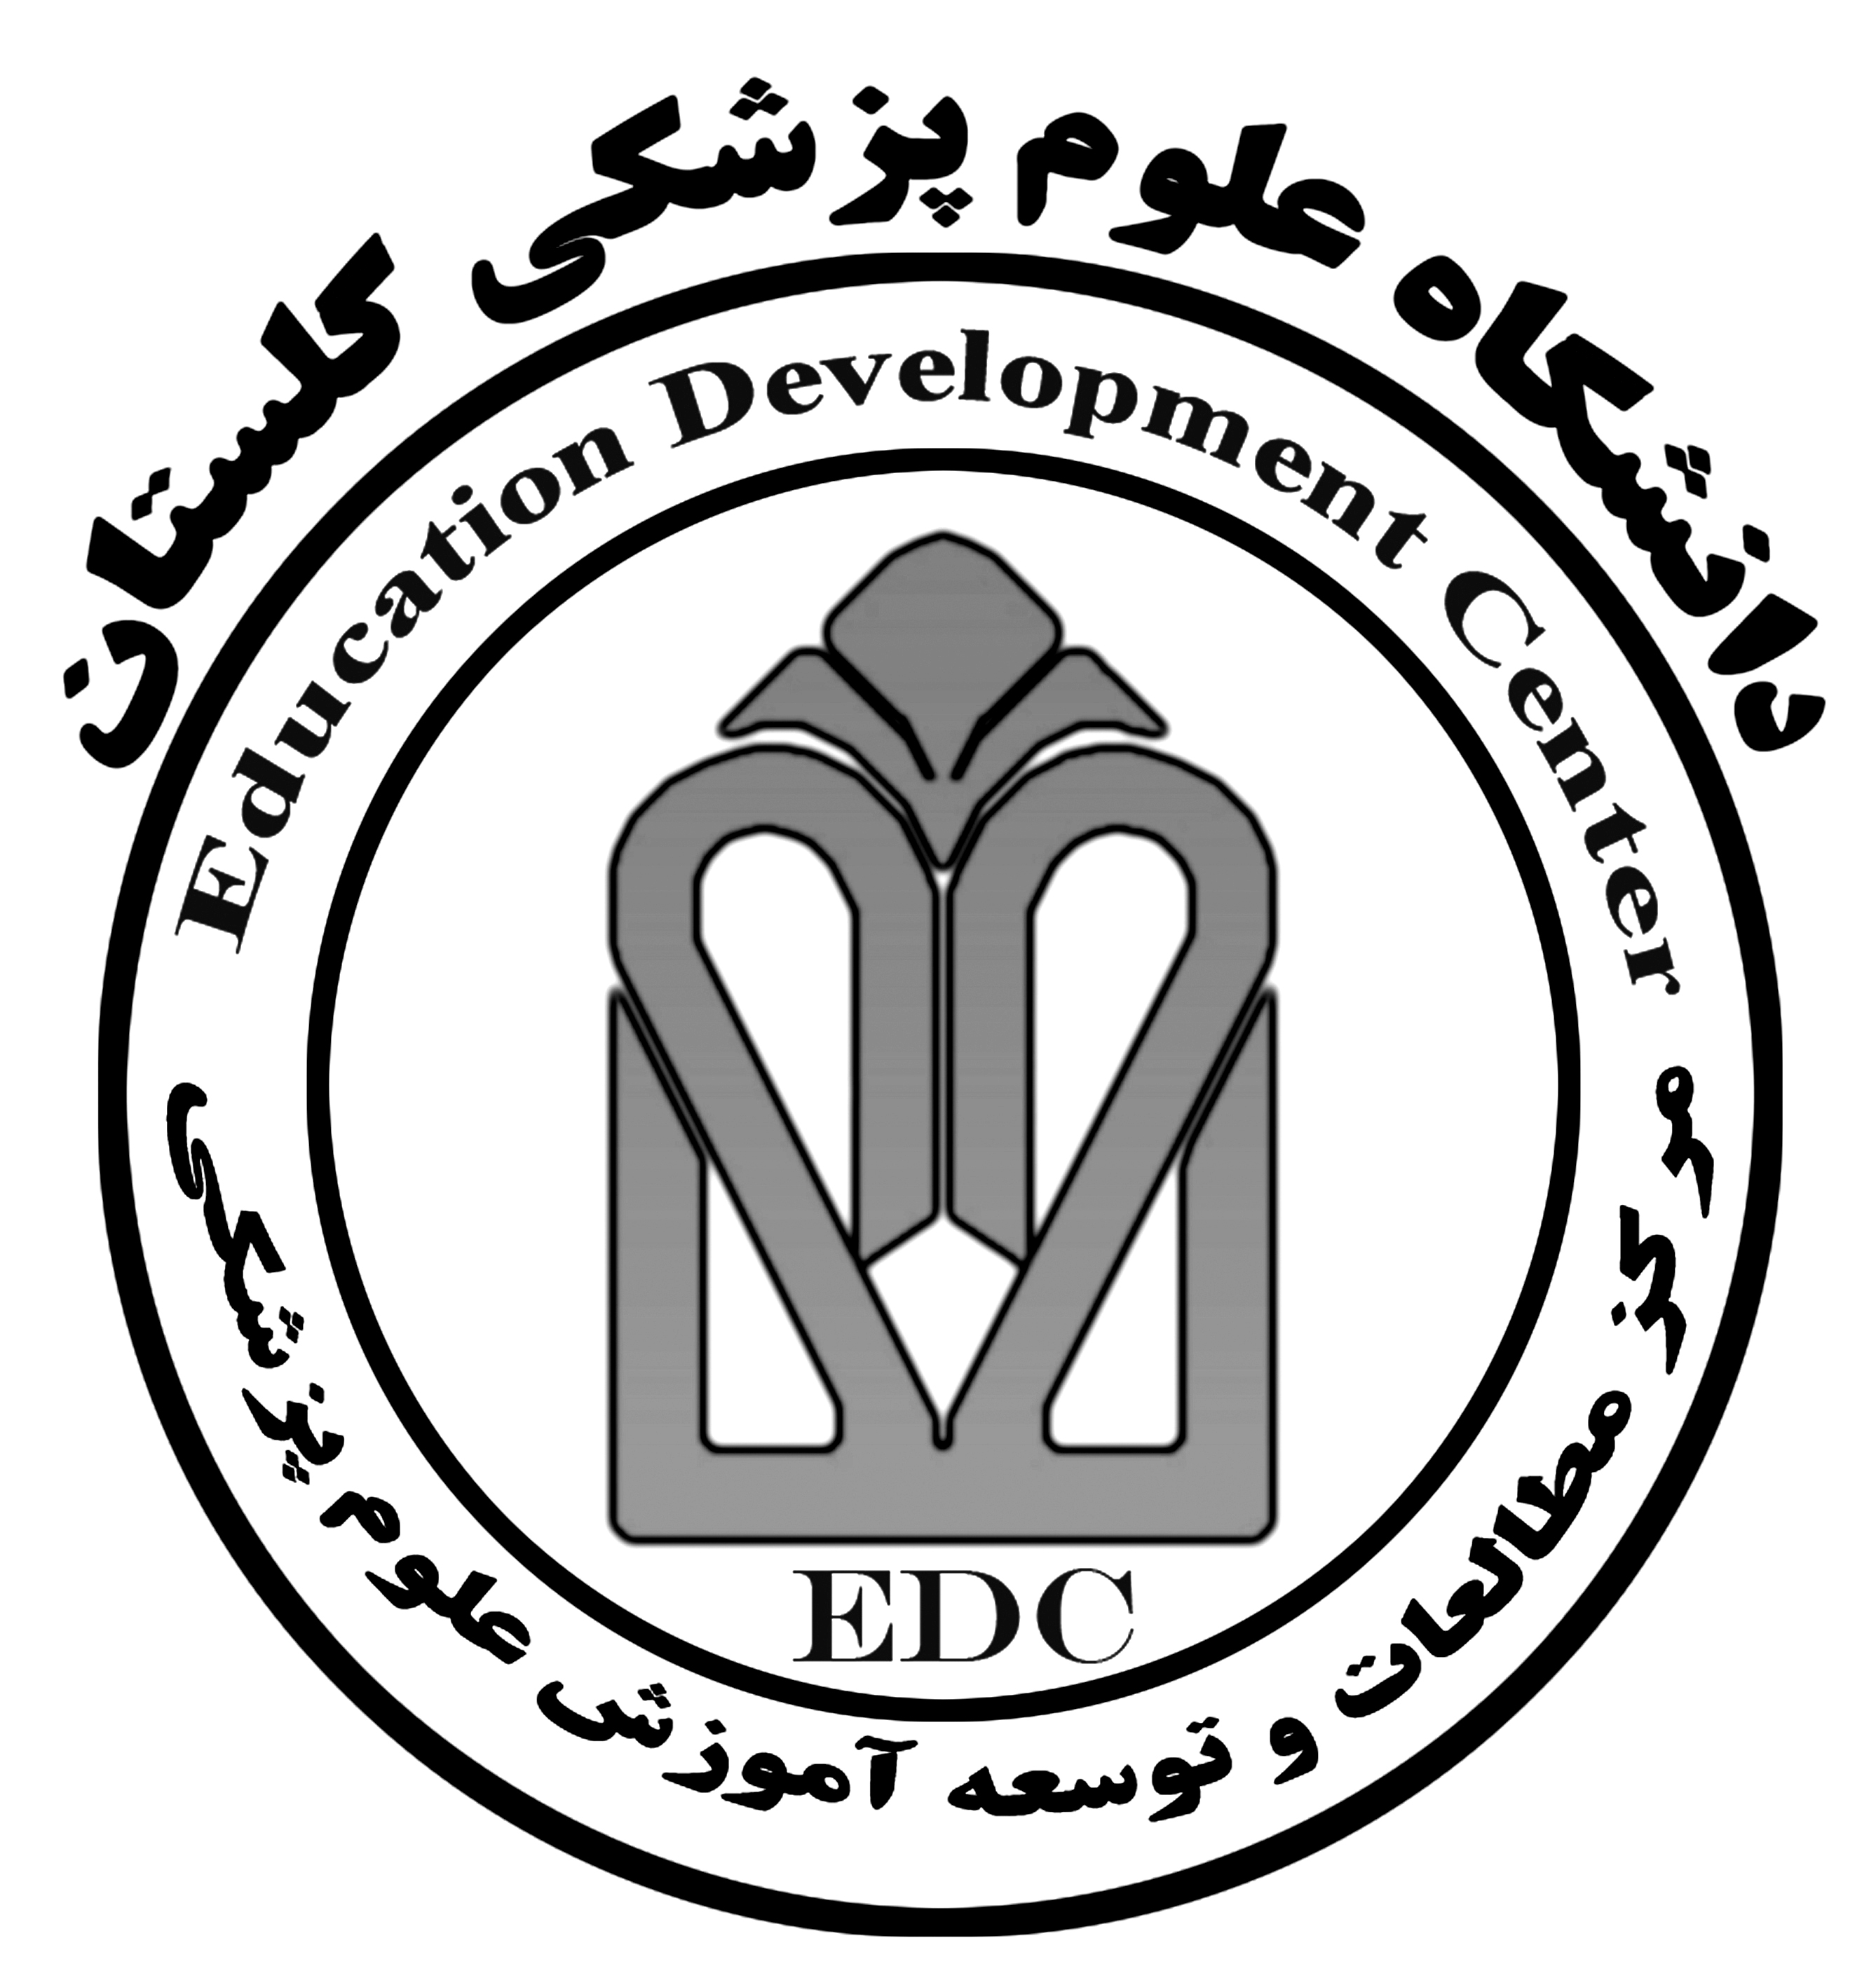 دانشگاه علوم پزشکی گلستان
Education Development Center
مرکز مطالعات و توسعه آموزش علوم پزشکی
EDC